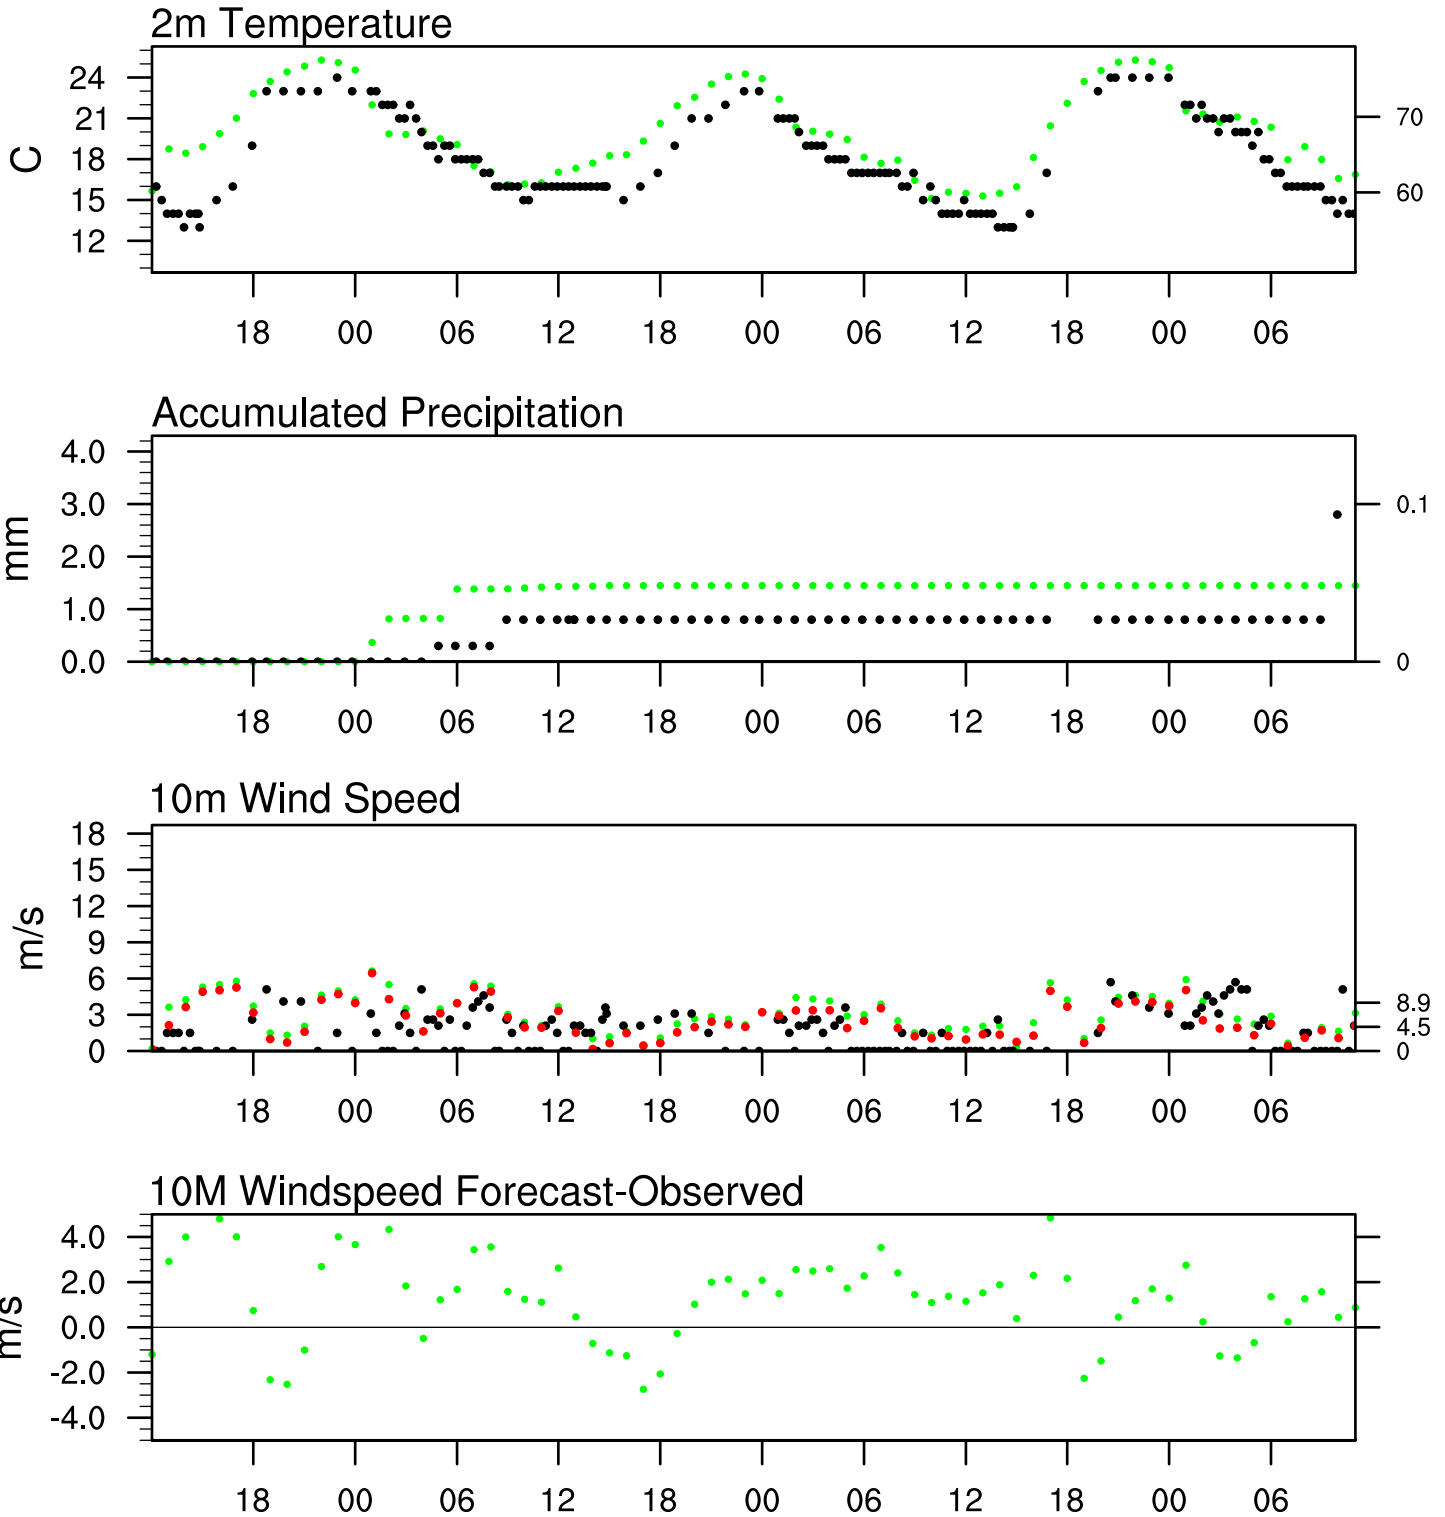 2m Temperature
24
21
18
15
12
C
70
60
18 00 06 12 18 00 06 12 18 00 06
Accumulated Precipitation
4.0
3.0
2.0
1.0
0.0
mm
0.1
0
18 00 06 12 18 00 06 12 18 00 06
10m Wind Speed
18
15
12
9
6
3
0
m/s
8.9
4.5
0
18 00 06 12 18 00 06 12 18 00 06
10M Windspeed Forecast-Observed
4.0
2.0
0.0
-2.0
-4.0
m/s
18 00 06 12 18 00 06 12 18 00 06